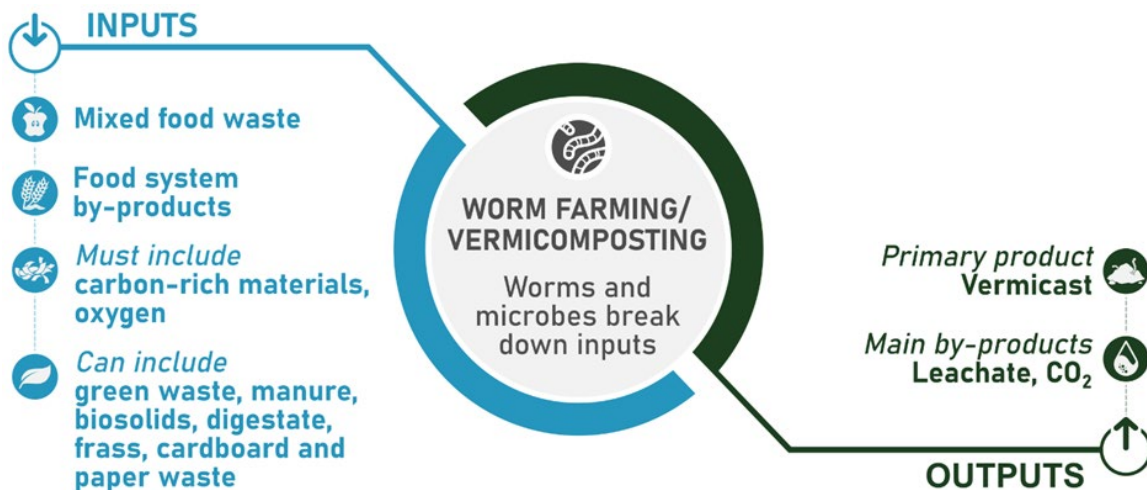 INPUTS
Mixed food waste
Food system
by-products
Must include
carbon-rich materials,
oxygen
Can include
green waste, manure,
biosolids, digestate,
frass, cardboard and
paper waste
WORM FARMING/
VERMICOMPOSTING
Worms and
microbes break
down inputs
Primary product
Vermicast
Main by-products
Leachate, CO₂
OUTPUTS